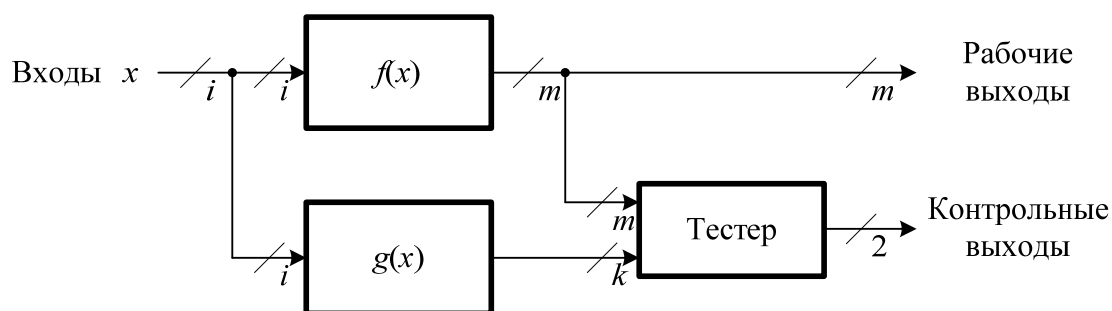 Входы x
i
i
f(x)
m
m
Рабочие
выходы
i
g(x)
m
k
Тестер
2
Контрольные
выходы